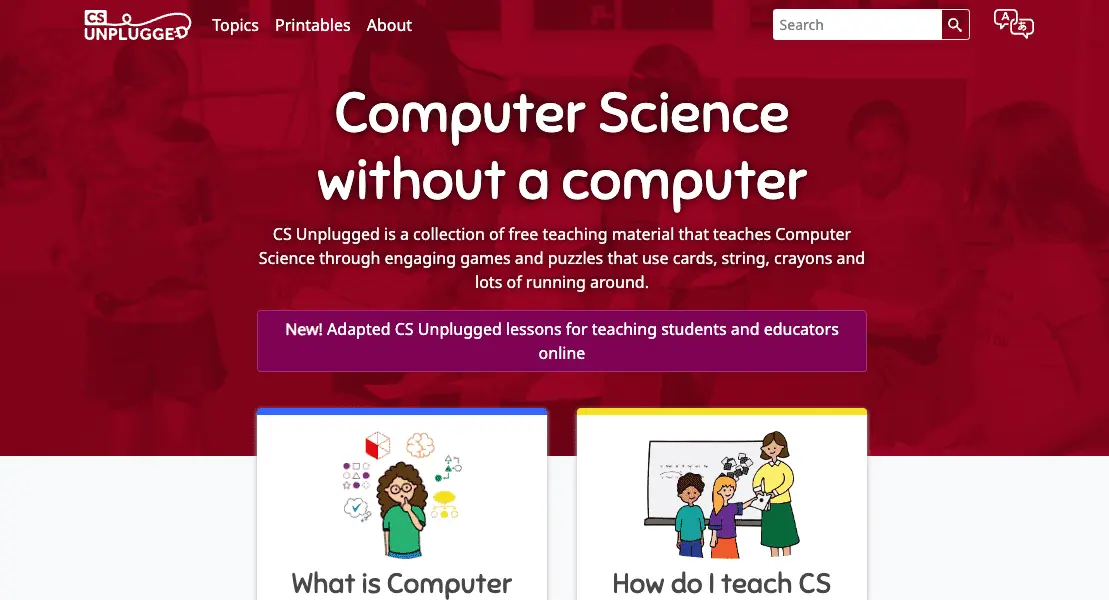 CS
UNPLUGGED
Topics Printables About
Search
A あ
Computer Science
without a computer
CS Unplugged is a collection of free teaching material that teaches Computer
Science through engaging games and puzzles that use cards, string, crayons and
lots of running around.
New! Adapted CS Unplugged lessons for teaching students and educators
online
What is Computer
How do I teach CS